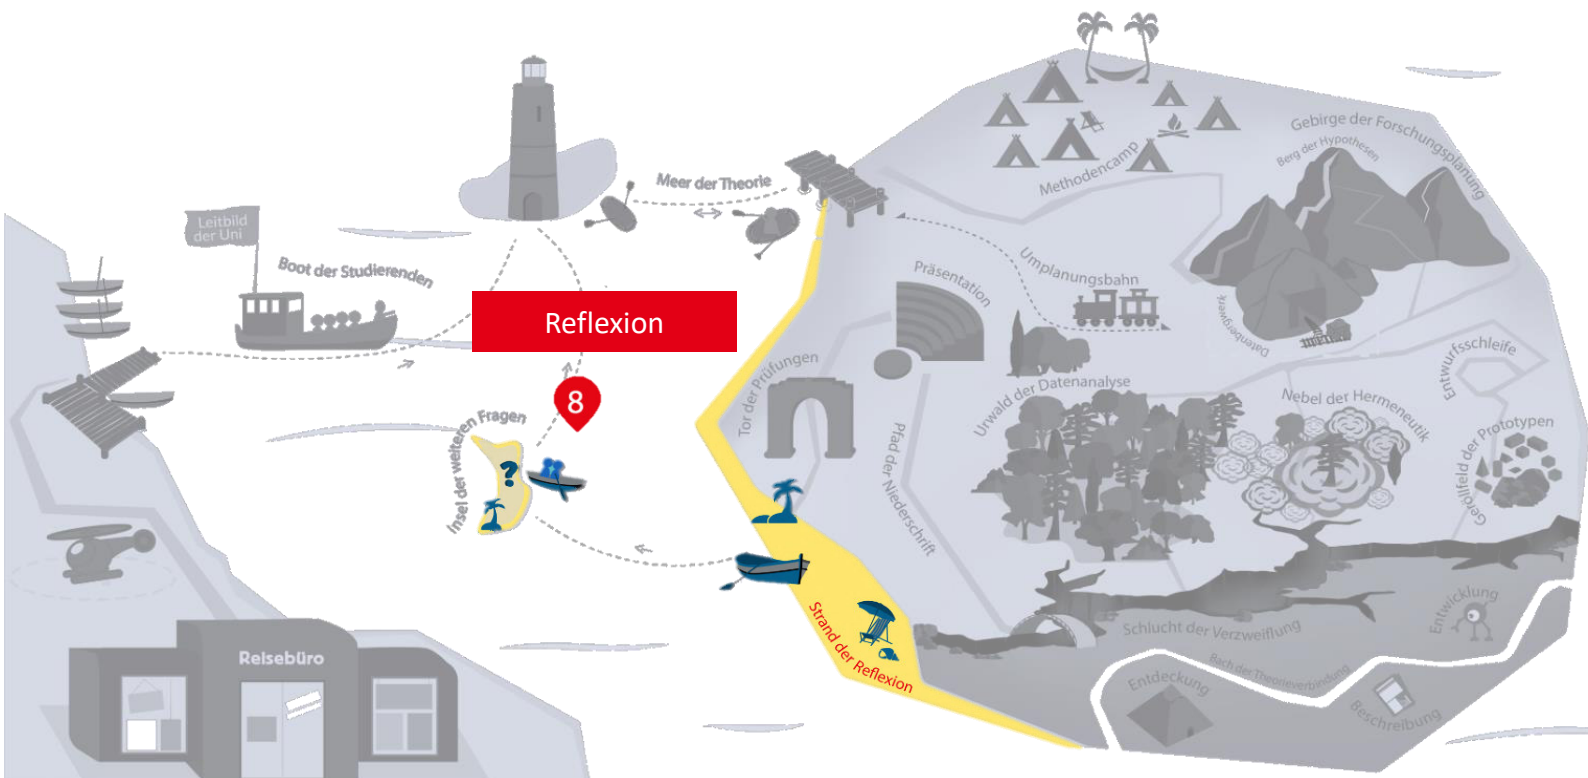 Leitbild
der Uni
Boot der Studierenden
Meer der Theorie
Reflexion
8
Insel der weiteren Fragen
?
Reisebüro
Methodencamp
Gebirge der Forschungsplanung
Berg der Hypothesen
Umplanungsbahn
Präsentation
Datenbergwerk
Tor der Prüfungen
Entwurfsschleife
Urwald der Datenanalyse
Nebel der Hermeneutik
Geröllfeld der Prototypen
Pfad der Niederschrift
Strand der Reflexion
Schlucht der Verzweiflung
Entwicklung
Bach der Theorieverbindung
Entdeckung
Beschreibung